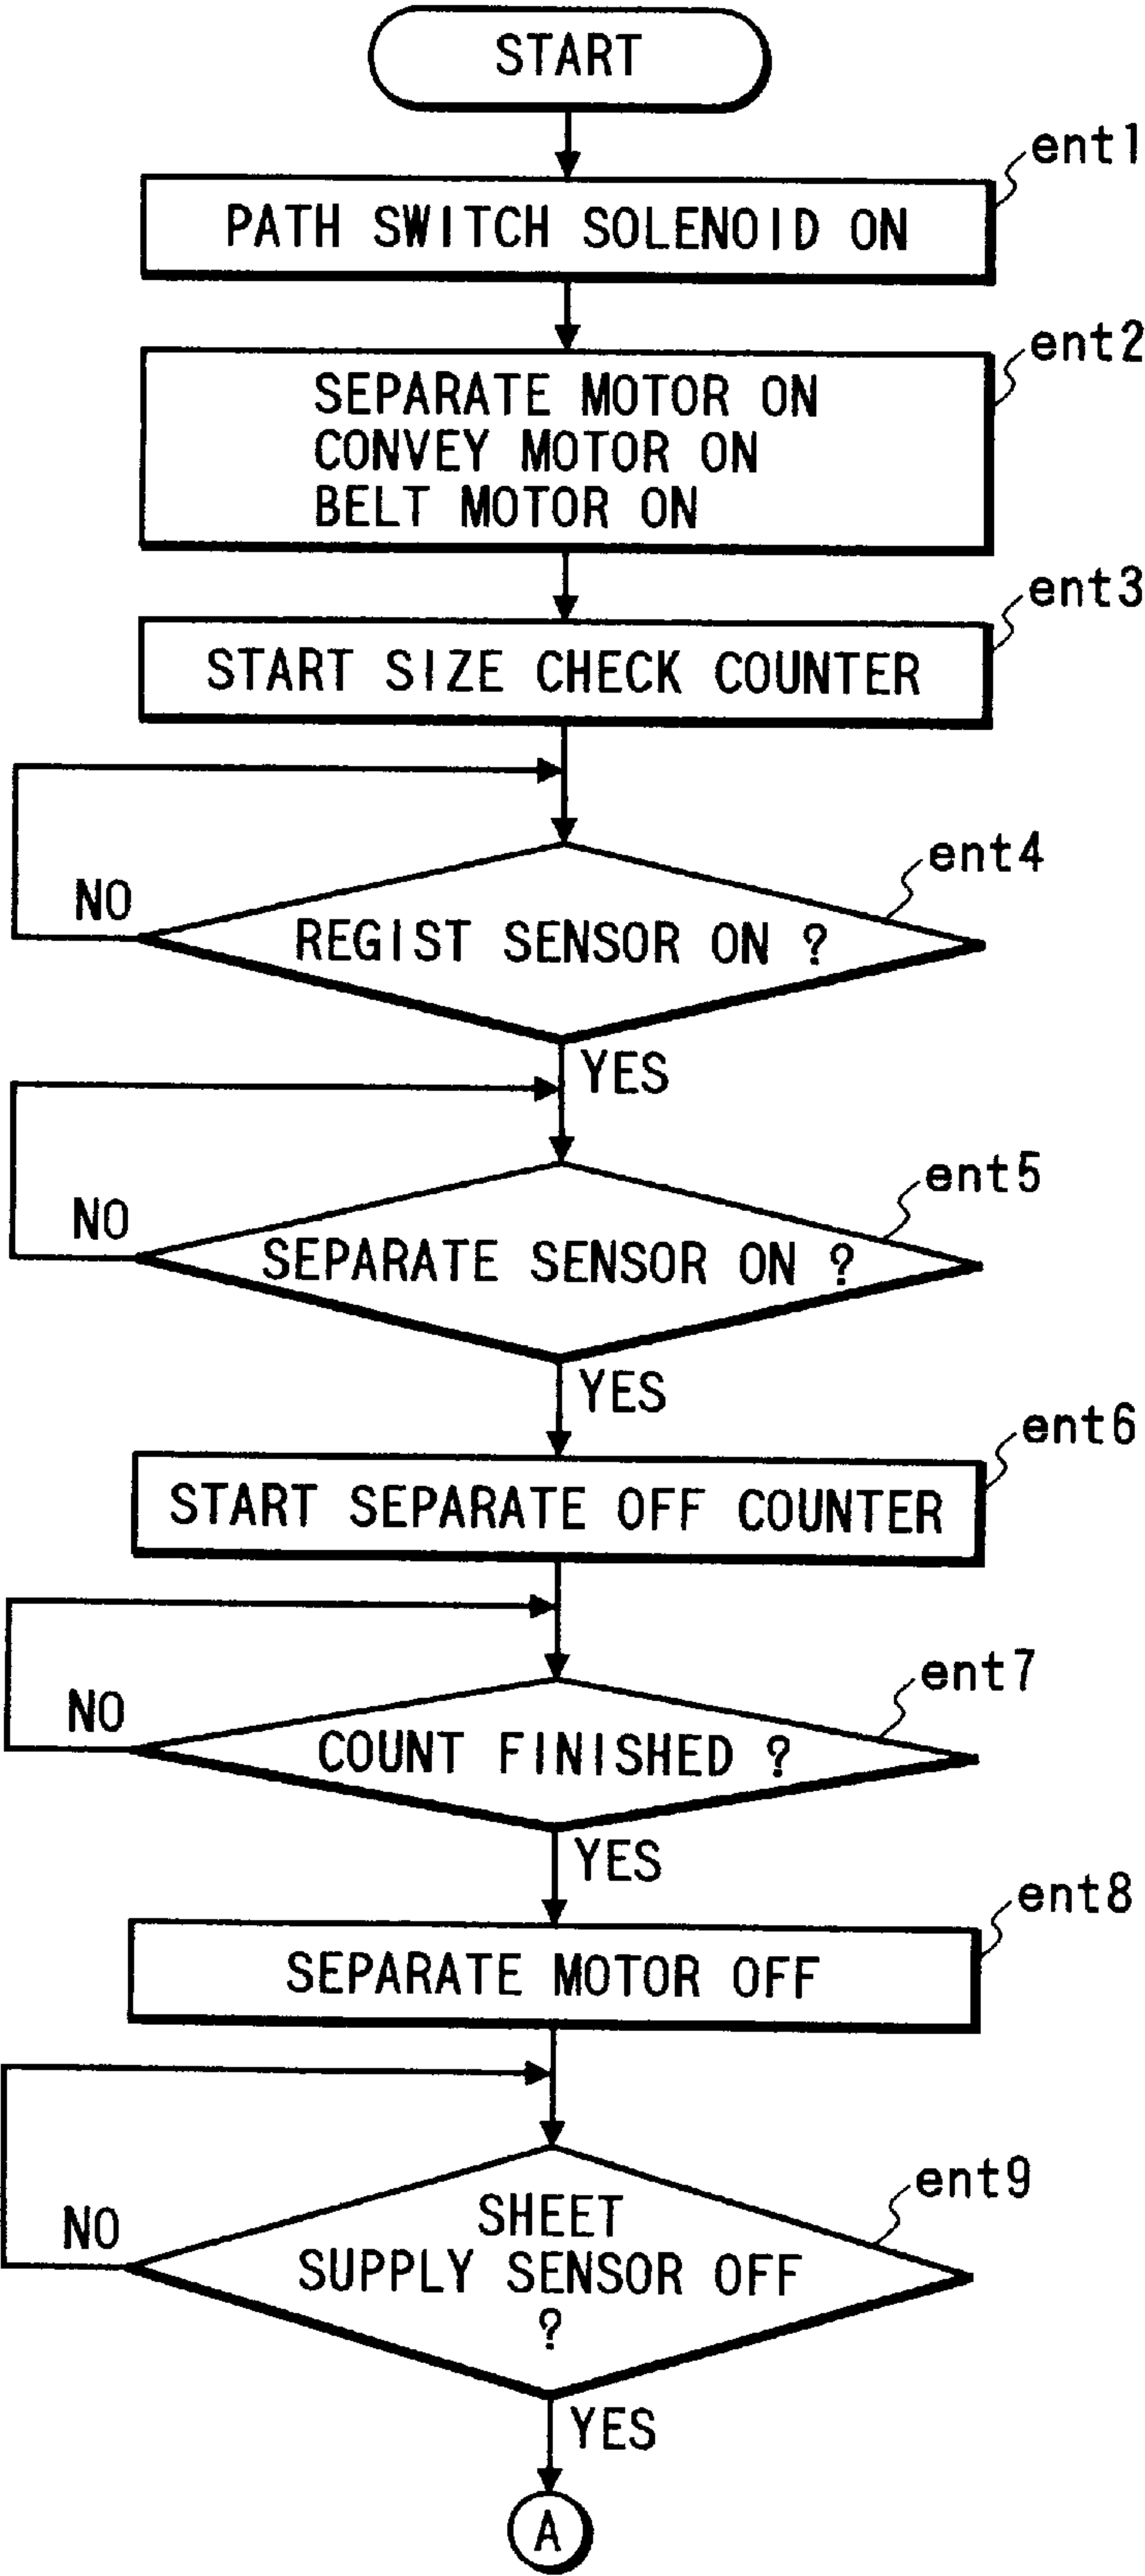 START
ent1
PATH SWITCH SOLENOID ON
ent2
SEPARATE MOTOR ON
CONVEY MOTOR ON
BELT MOTOR ON
ent3
START SIZE CHECK COUNTER
ent4
NO
REGIST SENSOR ON ?
YES
ent5
NO
SEPARATE SENSOR ON ?
YES
ent6
START SEPARATE OFF COUNTER
ent7
NO
COUNT FINISHED ?
YES
ent8
SEPARATE MOTOR OFF
ent9
NO
SHEET
SUPPLY SENSOR OFF
?
YES
A